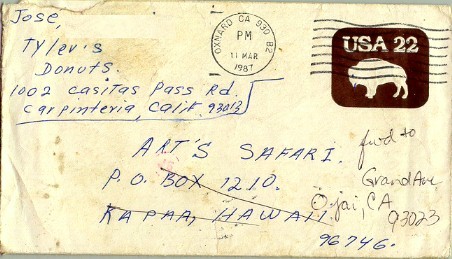 Jose,
Tyler's
Donuts.
1002 Casitas Pass Rd.
Carpinteria, Calif. 93013
OXNARD CA 930 B2
PM
11 MAR
1987
USA 22
ART'S SAFARI.
P.O. BOX 1210.
KAPAA, HAWAII.
96746.
fwd to
Grand Ave
Ojai, CA
93023